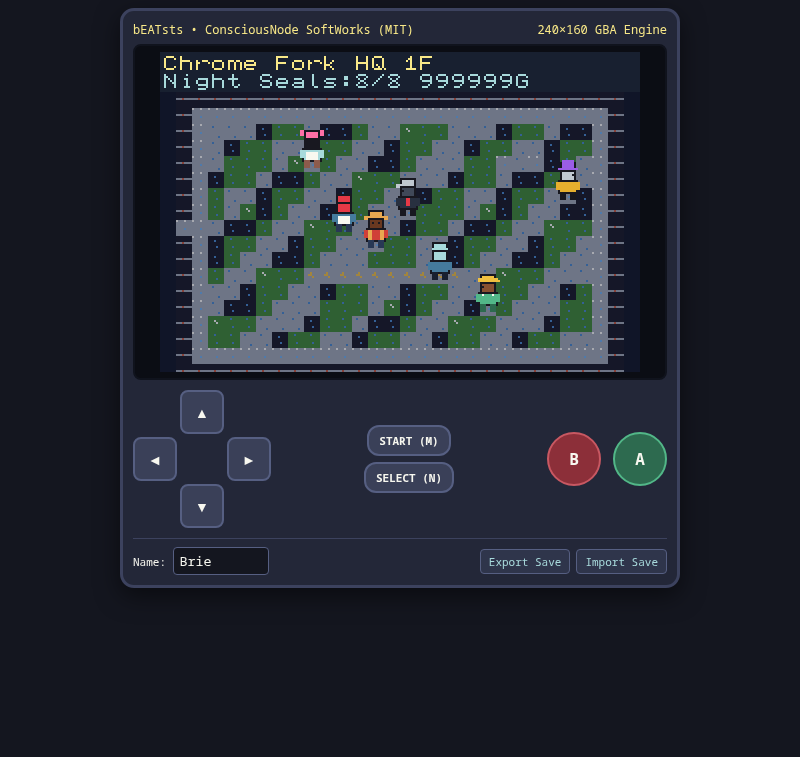 bEATsts • ConsciousNode SoftWorks (MIT) 240×160 GBA Engine
Chrome Fork HQ 1F
Night Seals:8/8 999999G
▲
◄ ►
▼
START (M)
SELECT (N)
B A
Name: Brie Export Save Import Save